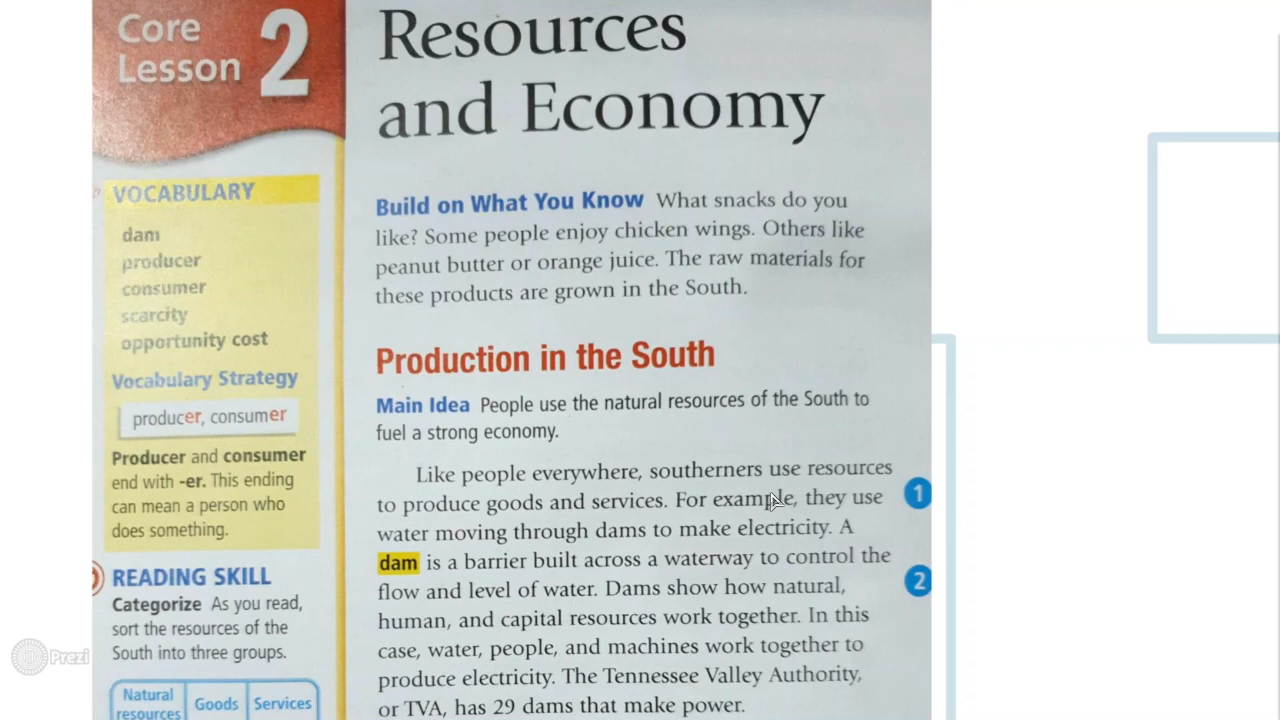 Core
Lesson 2
Resources
and Economy
VOCABULARY
dam
producer
consumer
scarcity
opportunity cost
Vocabulary Strategy
producer, consumer
Producer and consumer
end with -er. This ending
can mean a person who
does something.
READING SKILL
Categorize As you read,
sort the resources of the
South into three groups.
Natural
resources
Goods
Services
Build on What You Know What snacks do you
like? Some people enjoy chicken wings. Others like
peanut butter or orange juice. The raw materials for
these products are grown in the South.
Production in the South
Main Idea People use the natural resources of the South to
fuel a strong economy.
Like people everywhere, southerners use resources
to produce goods and services. For example, they use
water moving through dams to make electricity. A
dam is a barrier built across a waterway to control the
flow and level of water. Dams show how natural,
human, and capital resources work together. In this
case, water, people, and machines work together to
produce electricity. The Tennessee Valley Authority,
or TVA, has 29 dams that make power.
1
2
Prezi